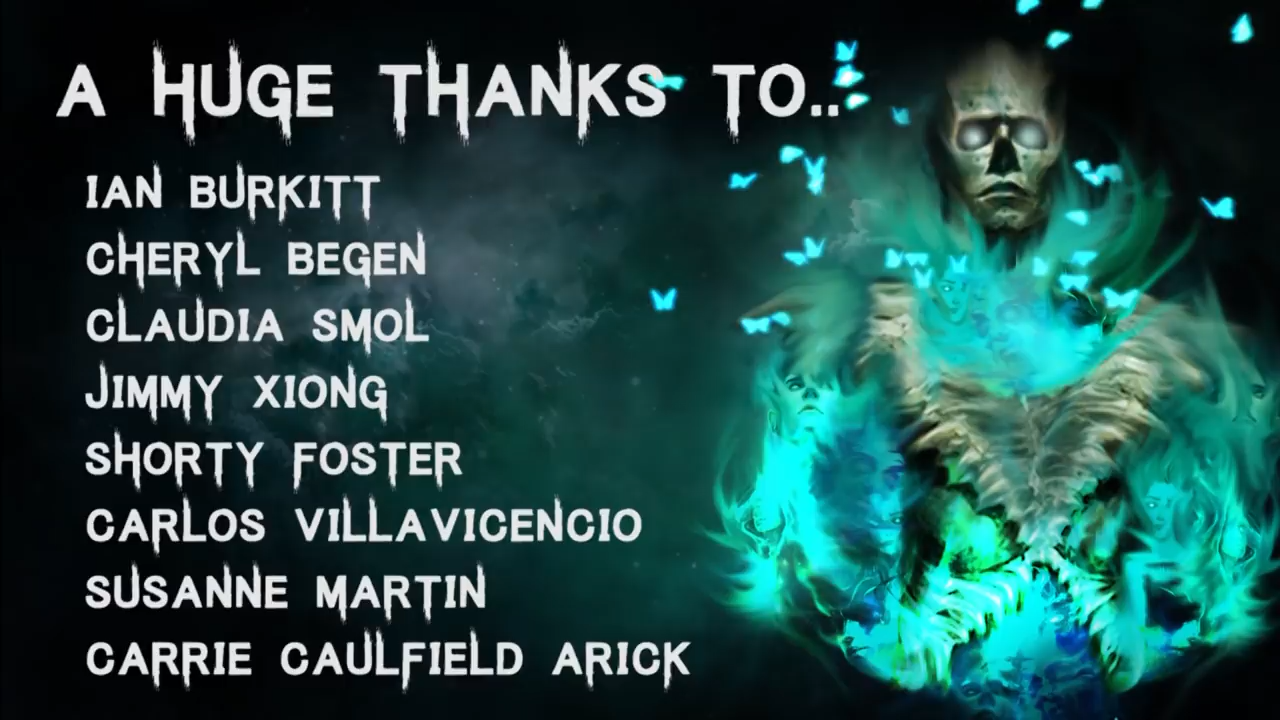 A HUGE THANKS TO..
IAN BURKITT
CHERYL BEGEN
CLAUDIA SMOL
JIMMY XIONG
SHORTY FOSTER
CARLOS VILLAVICENCIO
SUSANNE MARTIN
CARRIE CAULFIELD ARICK